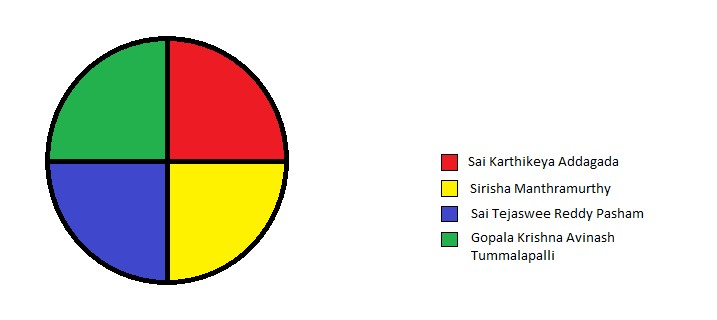 Sai Karthikeya Addagada
Sirisha Manthramurthy
Sai Tejaswee Reddy Pasham
Gopala Krishna Avinash
Tummalapalli